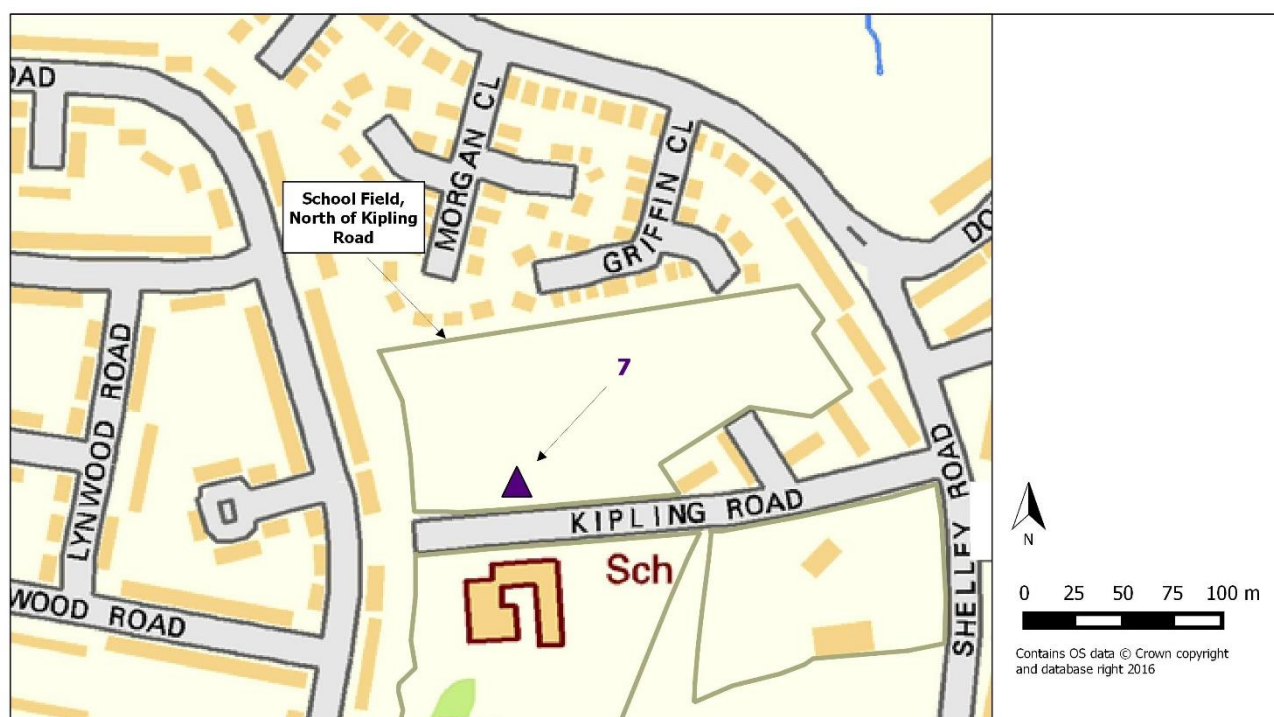 OAD
MORGAN CL
GRIFFIN CL
School Field,
North of Kipling
Road
DO
7
LYNWOOD ROAD
KIPLING ROAD
SHELLEY ROAD
Sch
WOOD ROAD
N
0 25 50 75 100 m
Contains OS data © Crown copyright
and database right 2016